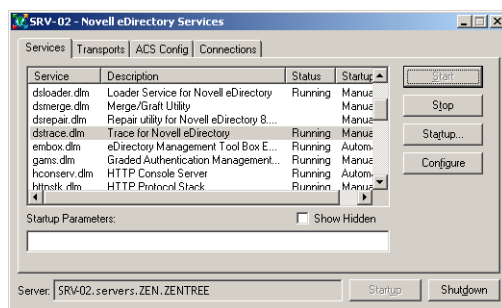 SRV-02 - Novell eDirectory Services
Services Transports ACS Config Connections
Service Description Status Startup
dsloader.dlm Loader Service for Novell eDirectory Running Manua
dsmerge.dlm Merge/Graft Utility Manua
dsrepair.dlm Repair utility for Novell eDirectory 8.... Manua
dstrace.dlm Trace for Novell eDirectory Running Manua
embox.dlm eDirectory Management Tool Box E... Running Autom
gams.dlm Graded Authentication Management... Running Manua
hconserv.dlm HTTP Console Server Running Autom
httpstk.dlm HTTP Protocol Stack Running Manua
Start
Stop
Startup...
Configure
Startup Parameters: Show Hidden
Server: SRV-02.servers.ZEN.ZENTREE Startup Shutdown